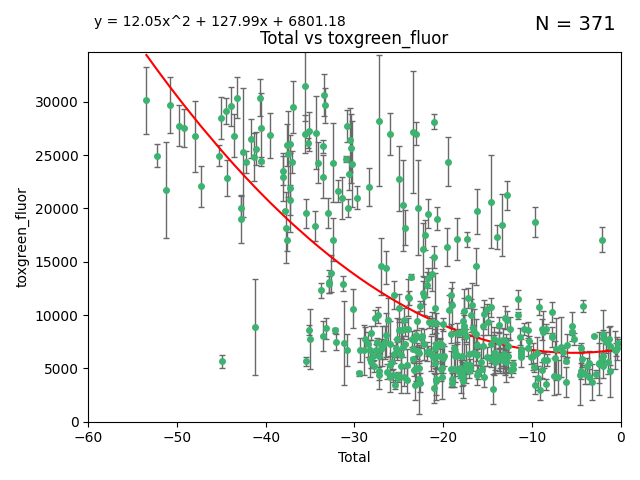 y = 12.05x^2 + 127.99x + 6801.18
N = 371
Total vs toxgreen_fluor
30000
25000
20000
15000
10000
5000
0
toxgreen_fluor
−60 −50 −40 −30 −20 −10 0
Total